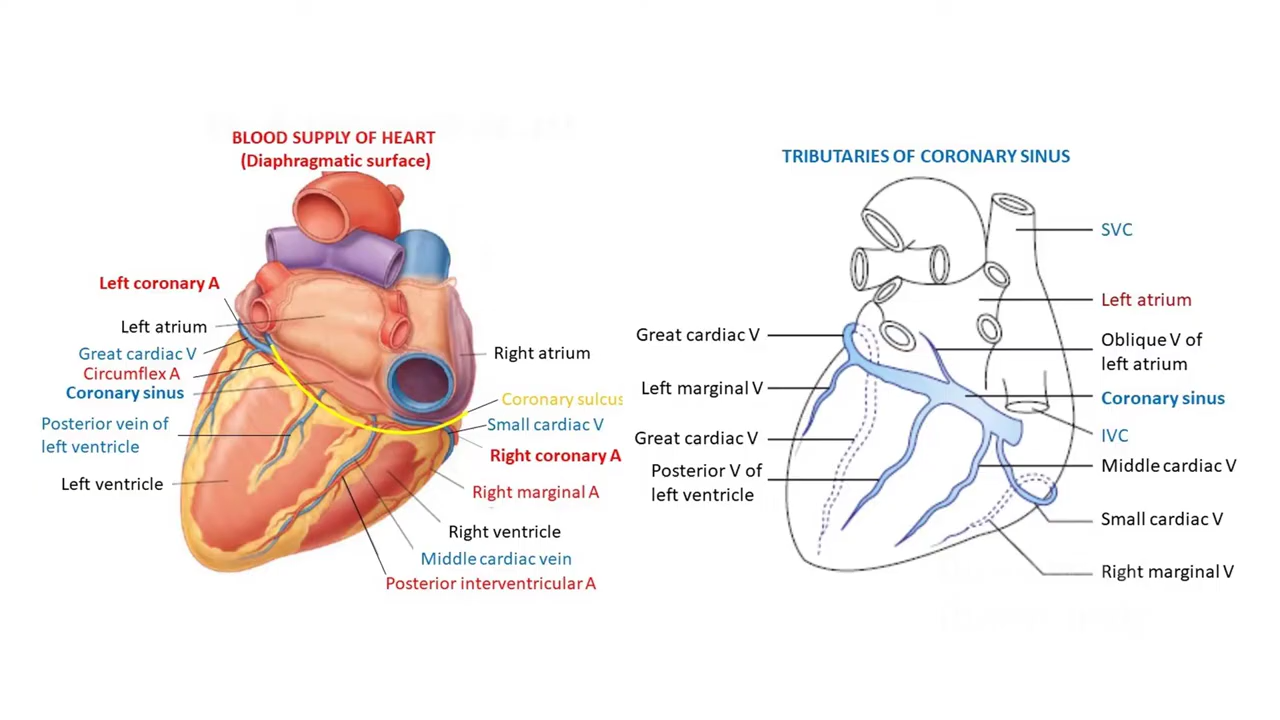 BLOOD SUPPLY OF HEART
(Diaphragmatic surface)
Left coronary A
Left atrium
Great cardiac V
Circumflex A
Coronary sinus
Posterior vein of
left ventricle
Left ventricle
Right atrium
Coronary sulcus
Small cardiac V
Right coronary A
Right marginal A
Right ventricle
Middle cardiac vein
Posterior interventricular A
TRIBUTARIES OF CORONARY SINUS
Great cardiac V
Left marginal V
Great cardiac V
Posterior V of
left ventricle
SVC
Left atrium
Oblique V of
left atrium
Coronary sinus
IVC
Middle cardiac V
Small cardiac V
Right marginal V